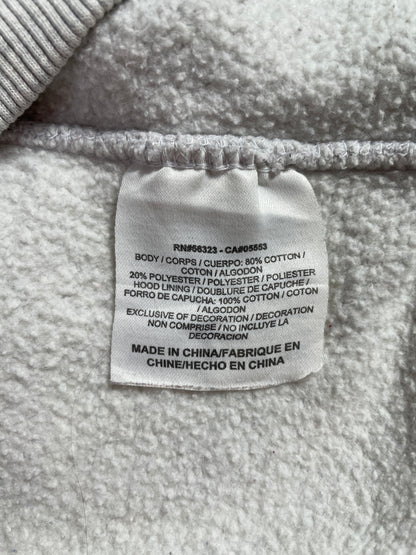 RN#56323 - CA#05553
BODY / CORPS / CUERPO: 80% COTTON /
COTON / ALGODON
20% POLYESTER / POLYESTER / POLIESTER
HOOD LINING / DOUBLURE DE CAPUCHE /
FORRO DE CAPUCHA: 100% COTTON / COTON
/ ALGODON
EXCLUSIVE OF DECORATION / DECORATION
NON COMPRISE / NO INCLUYE LA
DECORACION
MADE IN CHINA/FABRIQUE EN
CHINE/HECHO EN CHINA